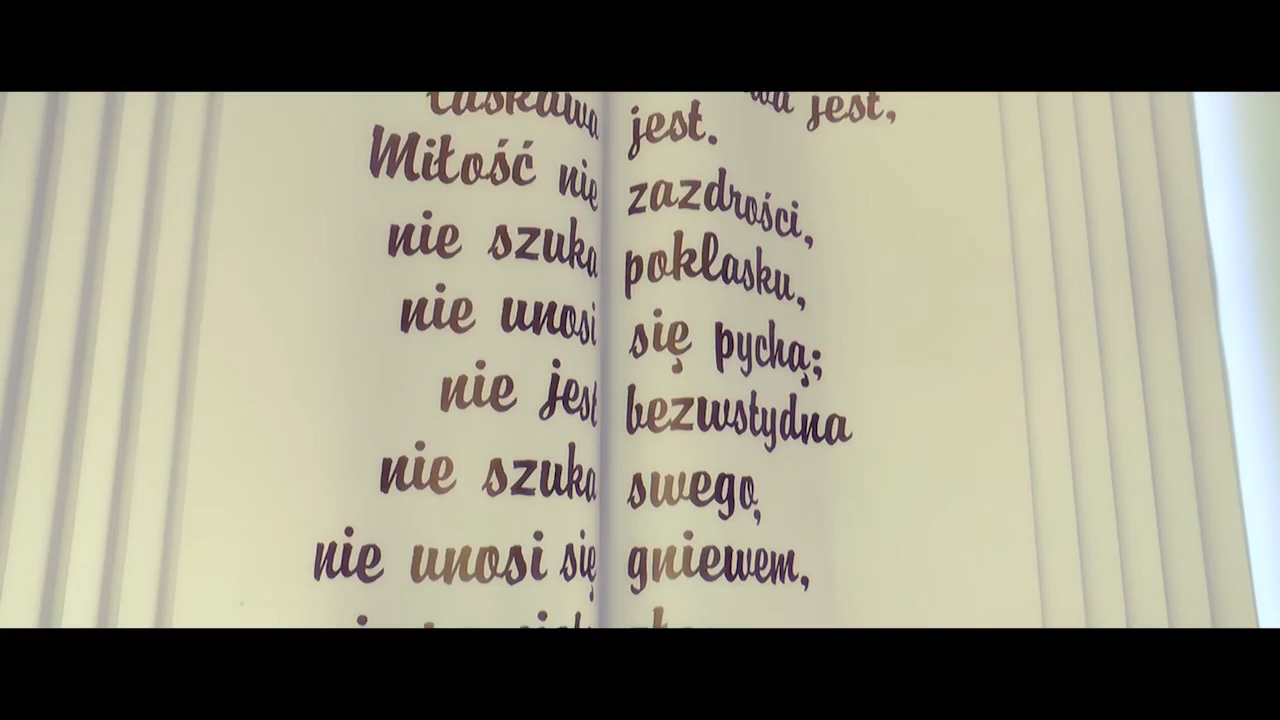 łaskawa jest.
Miłość nie zazdrości,
nie szuka poklasku,
nie unosi się pychą;
nie jest bezwstydna
nie szuka swego,
nie unosi się gniewem,